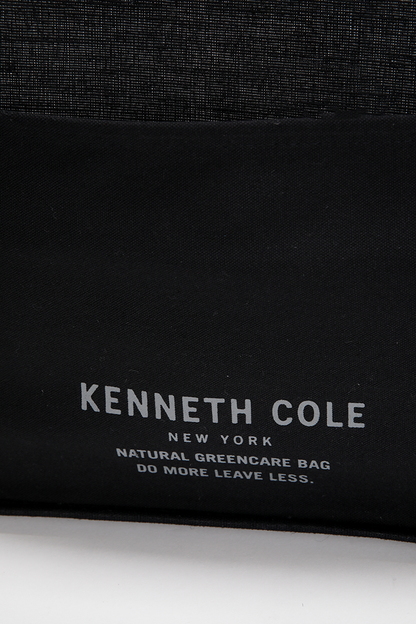 KENNETH COLE
NEW YORK
NATURAL GREENCARE BAG
DO MORE LEAVE LESS.